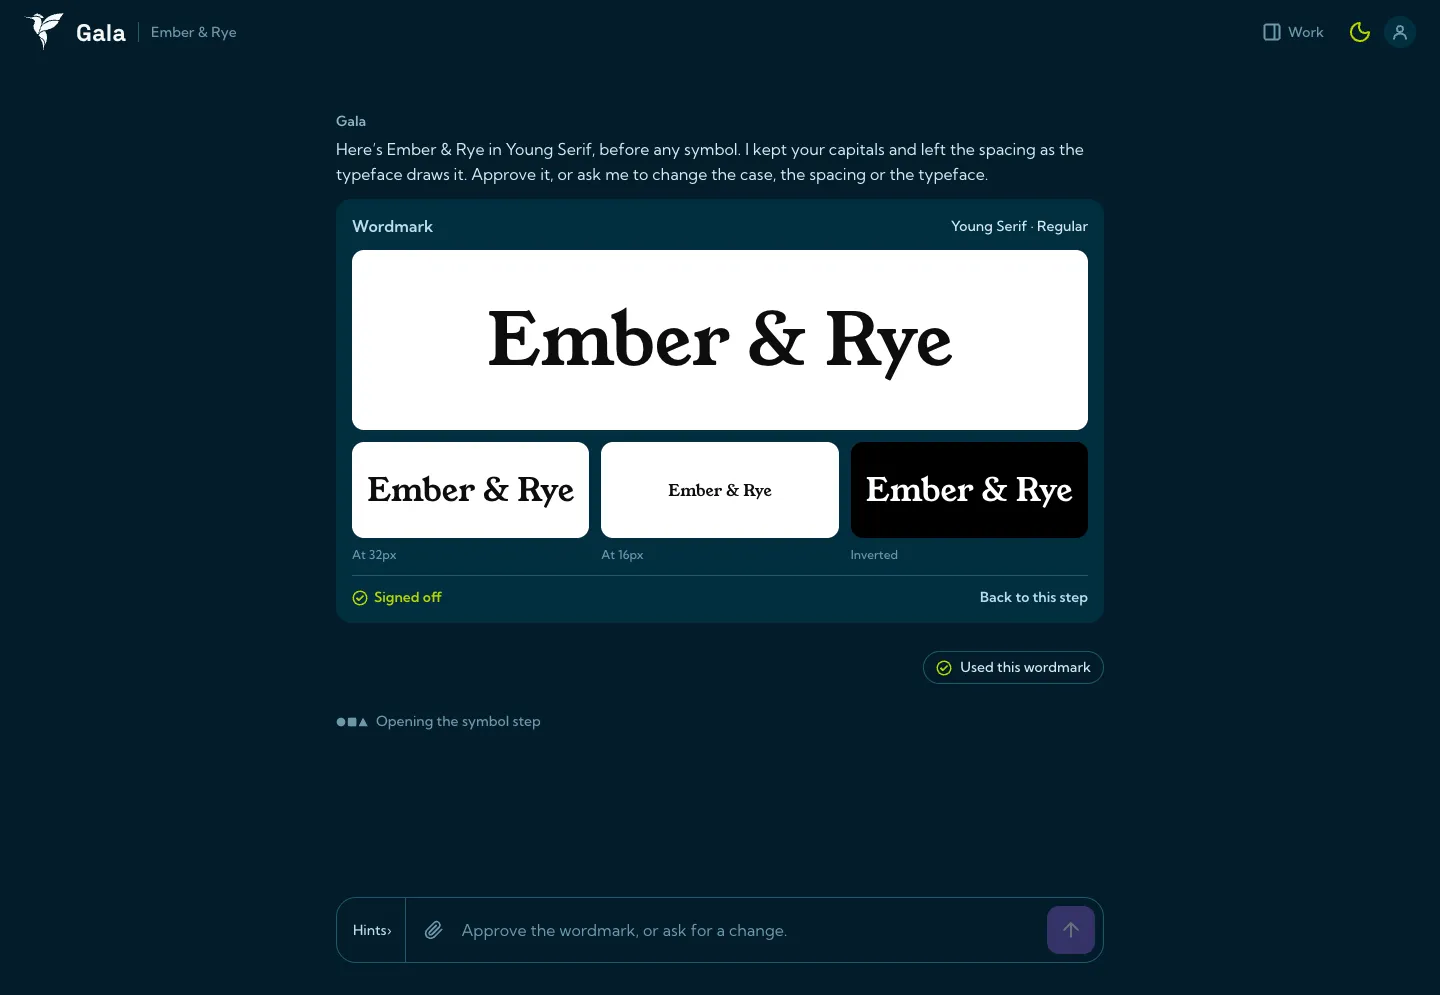 Gala
Ember & Rye
Work
Gala
Here's Ember & Rye in Young Serif, before any symbol. I kept your capitals and left the spacing as the
typeface draws it. Approve it, or ask me to change the case, the spacing or the typeface.
Wordmark
Young Serif · Regular
Ember & Rye
Ember & Rye
Ember & Rye
Ember & Rye
At 32px
At 16px
Inverted
Signed off
Back to this step
Used this wordmark
Opening the symbol step
Hints›
Approve the wordmark, or ask for a change.